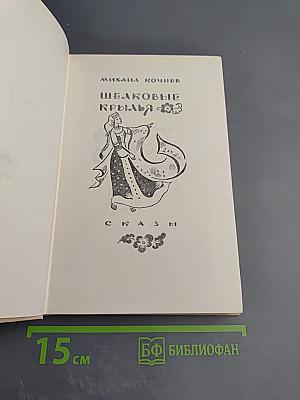 МИХАИЛ КОЧНЕВ
ШЕЛКОВЫЕ
КРЫЛЬЯ
СКАЗЫ
15 см
БФ БИБЛИОФАН